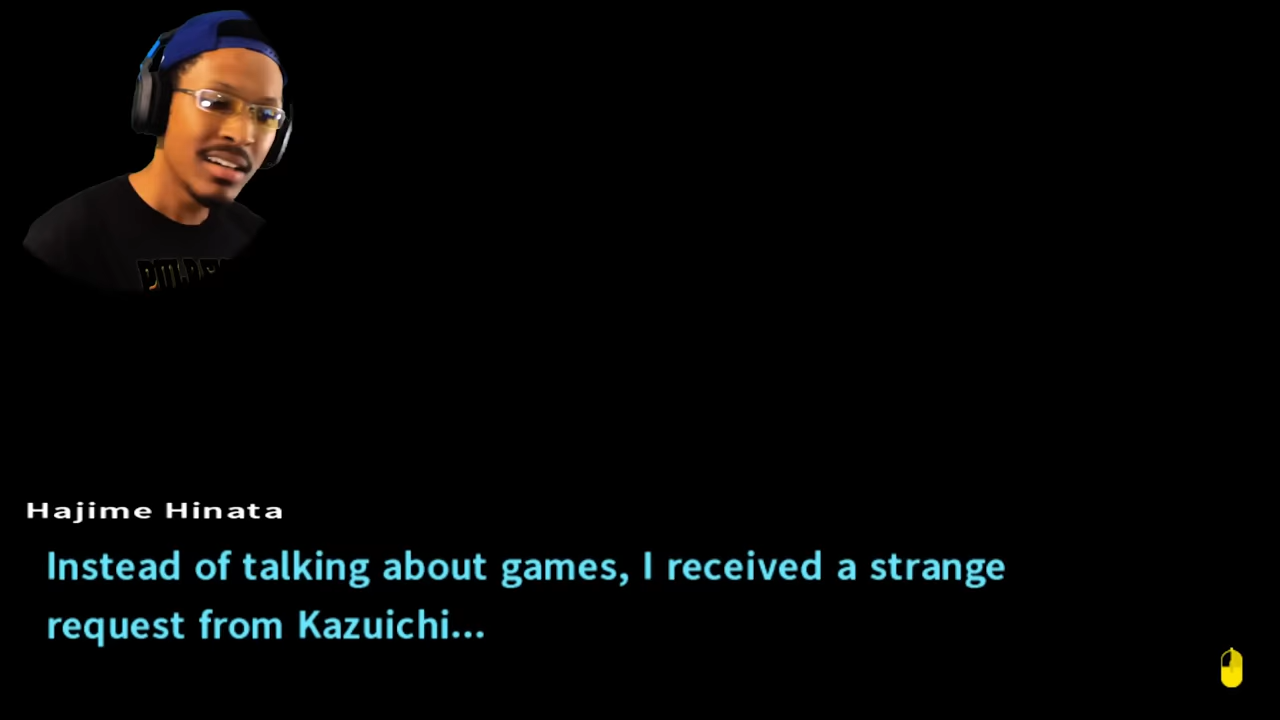 Hajime Hinata
Instead of talking about games, I received a strange
request from Kazuichi...